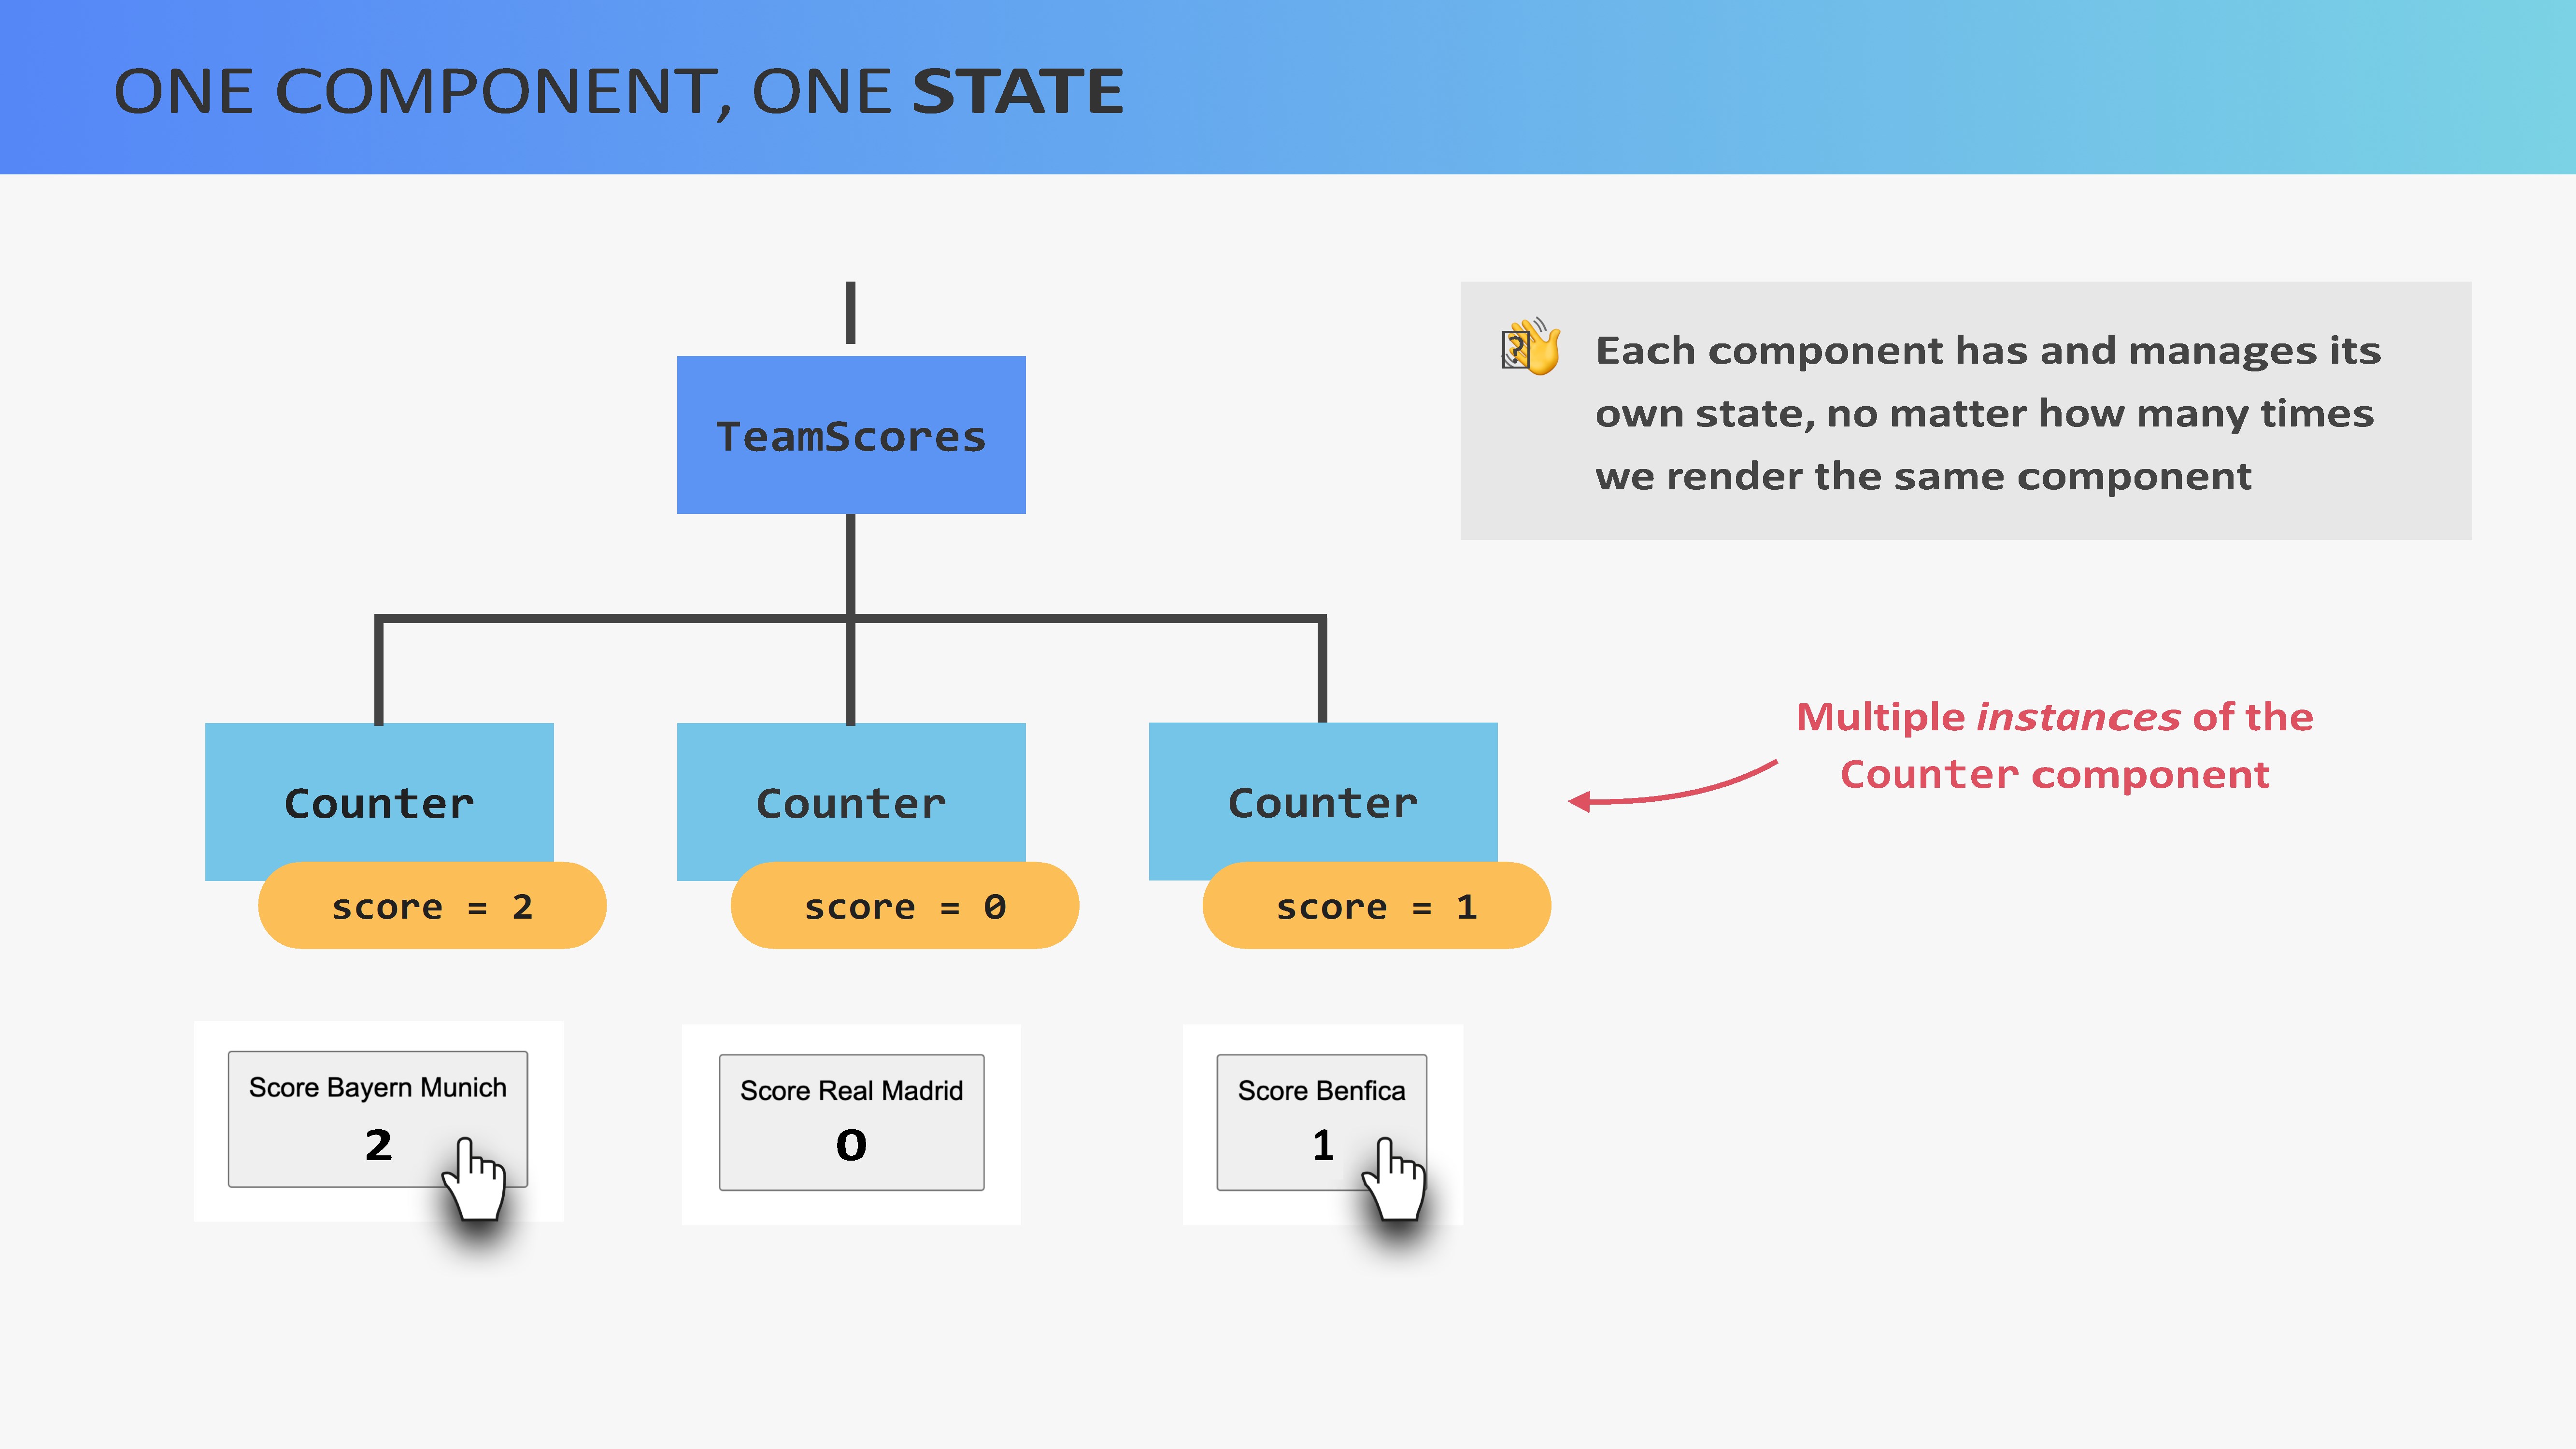 ONE COMPONENT, ONE STATE
TeamScores
Each component has and manages its
own state, no matter how many times
we render the same component
Multiple instances of the
Counter component
Counter
Counter
Counter
score = 2
score = 0
score = 1
Score Bayern Munich
2
Score Real Madrid
0
Score Benfica
1